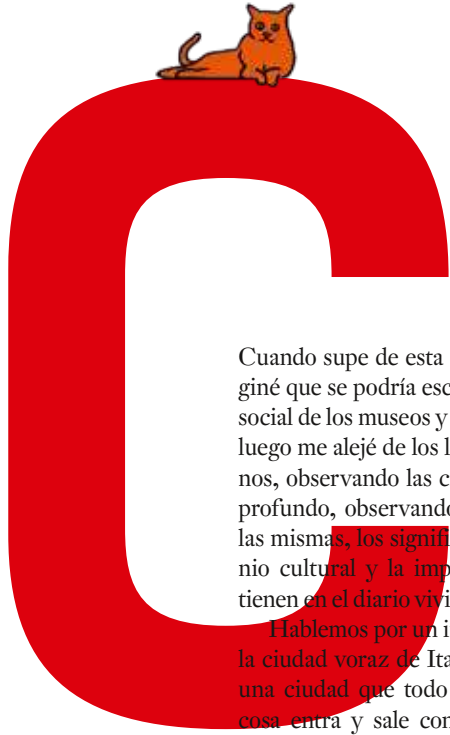 C
Cuando supe de esta
giné que se podría esc
social de los museos y
luego me alejé de los l
nos, observando las c
profundo, observando
las mismas, los signifi
nio cultural y la imp
tienen en el diario vivi
Hablemos por un i
la ciudad voraz de Ita
una ciudad que todo
cosa entra y sale con